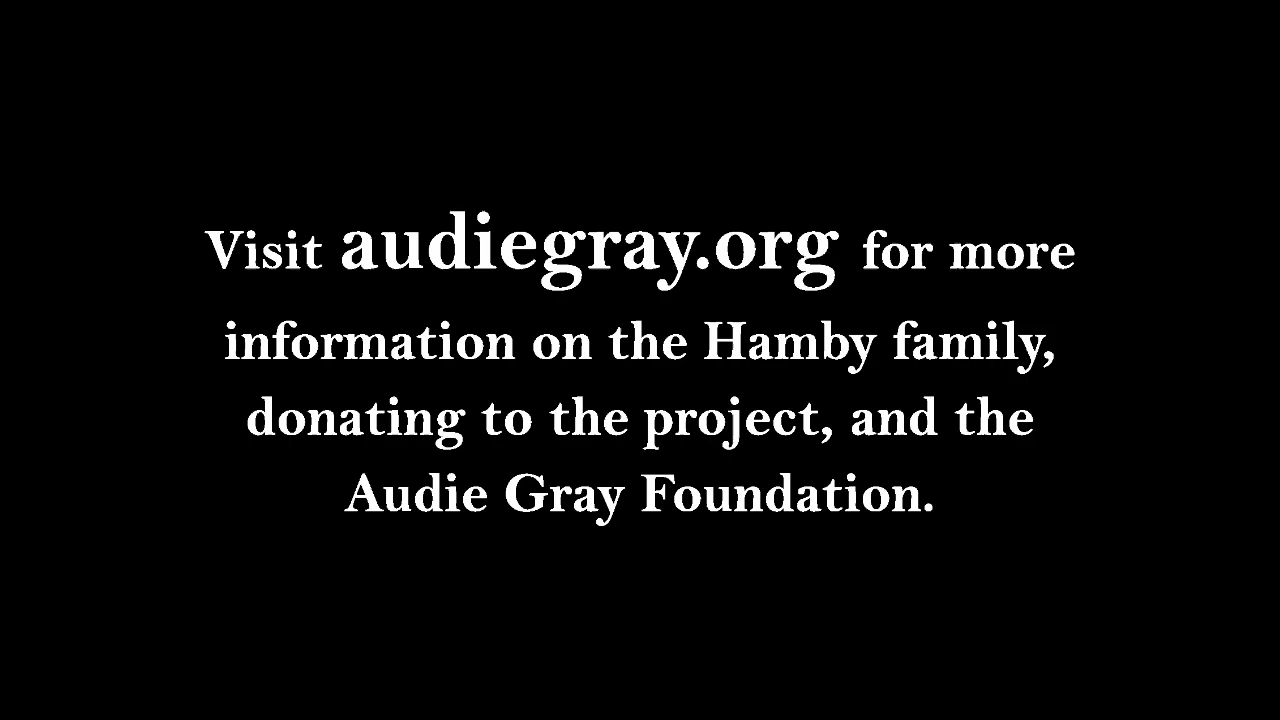 Visit audiegray.org for more
information on the Hamby family,
donating to the project, and the
Audie Gray Foundation.